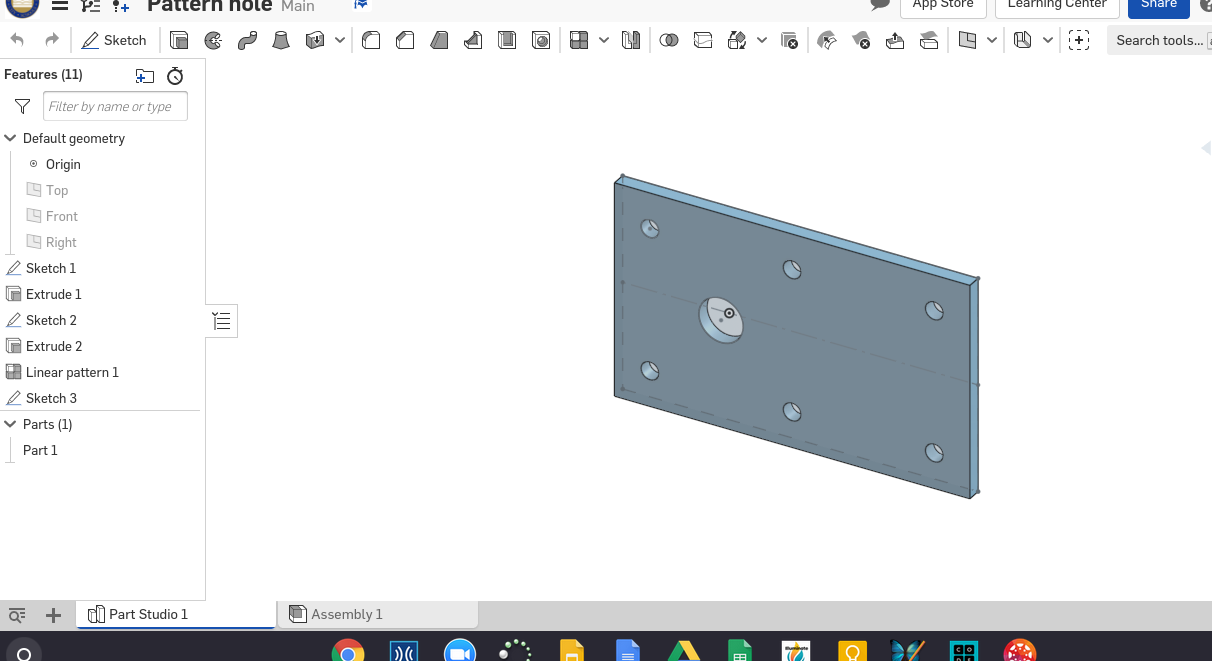 Pattern hole Main
App Store
Learning Center
Share
Sketch
Search tools...
Features (11)
Filter by name or type
Default geometry
Origin
Top
Front
Right
Sketch 1
Extrude 1
Sketch 2
Extrude 2
Linear pattern 1
Sketch 3
Parts (1)
Part 1
Part Studio 1
Assembly 1